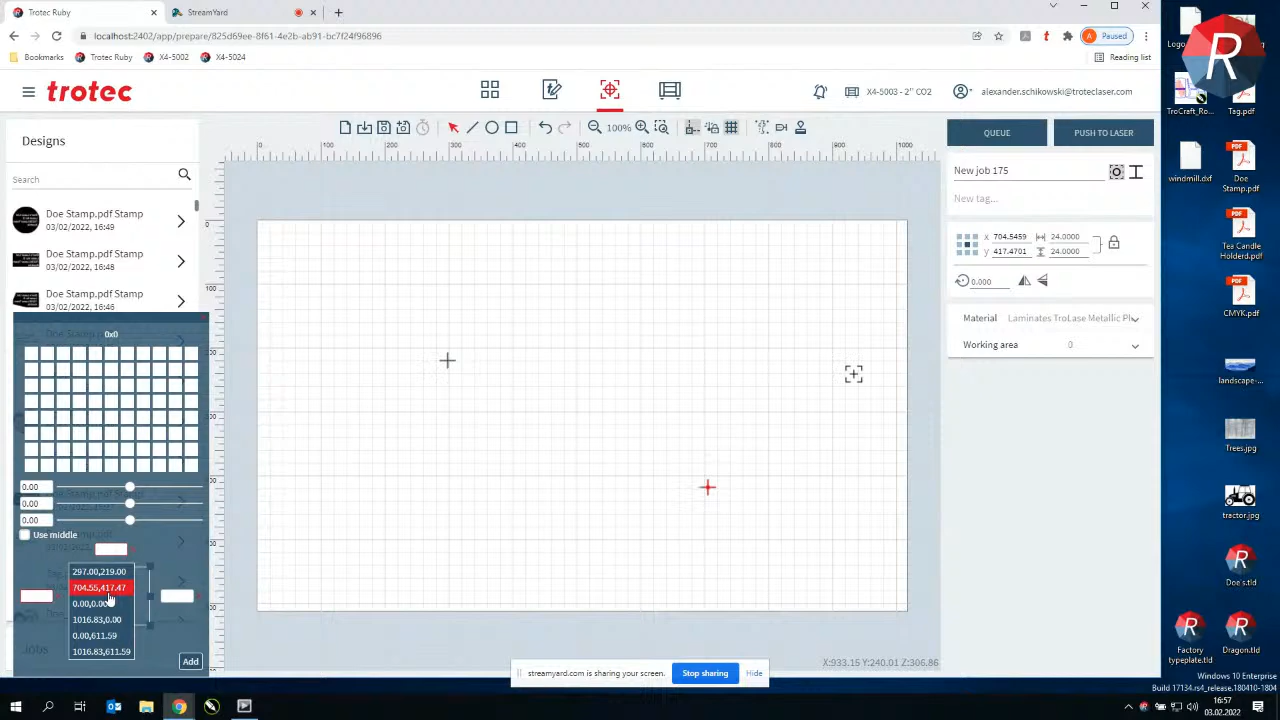 Trotec Ruby
StreamYard
localhost:2402/app/prepare/825d69ee-8f61-4e2b-ab91-bc7f24f96896
Paused
Bookmarks
Trotec Ruby
X4-5002
X4-5024
Reading list
trotec
X4-5003 - 2" CO2
alexander.schikowski@troteclaser.com
Designs
Search
Doe Stamp.pdf Stamp
03/02/2022, 16:49
Doe Stamp.pdf Stamp
03/02/2022, 16:48
Doe Stamp.pdf Stamp
03/02/2022, 16:46
0x0
0.00
0.00
0.00
Use middle
297.00,219.00
704.55,417.47
0.00,0.00
1016.83,0.00
0.00,611.59
1016.83,611.59
Add
100%
0 100 200 300 400 500 600 700 800 900 1000
0
100
X:933.15 Y:240.01 Z:306.86
QUEUE
PUSH TO LASER
New job 175
New tag...
x 704.5459 24.0000
y 417.4701 24.0000
0.000
Material Laminates TroLase Metallic Pl
Working area 0
streamyard.com is sharing your screen.
Stop sharing
Hide
R
TroCraft_Ro...
Tag.pdf
windmill.dxf
Doe Stamp.pdf
Tea Candle Holderd.pdf
CMYK.pdf
landscape-...
Trees.jpg
tractor.jpg
Doe's.tld
Factory typeplate.tld
Dragon.tld
Windows 10 Enterprise
Build 17134.rs4_release.180410-1804
16:57
03.02.2022